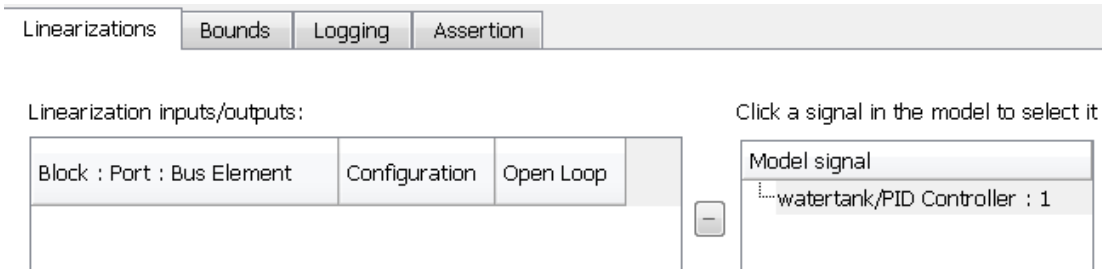 Linearizations Bounds Logging Assertion
Linearization inputs/outputs: Click a signal in the model to select it
Block : Port : Bus Element Configuration Open Loop Model signal
watertank/PID Controller : 1